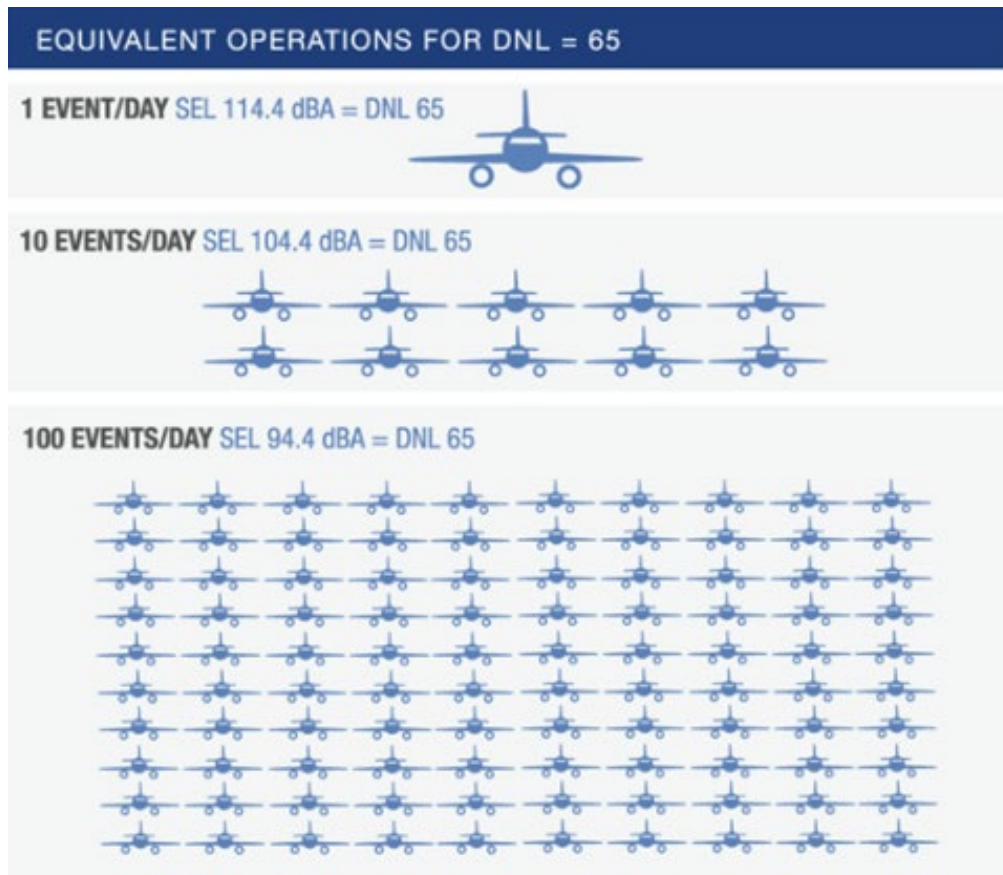 EQUIVALENT OPERATIONS FOR DNL = 65
1 EVENT/DAY SEL 114.4 dBA = DNL 65
10 EVENTS/DAY SEL 104.4 dBA = DNL 65
100 EVENTS/DAY SEL 94.4 dBA = DNL 65